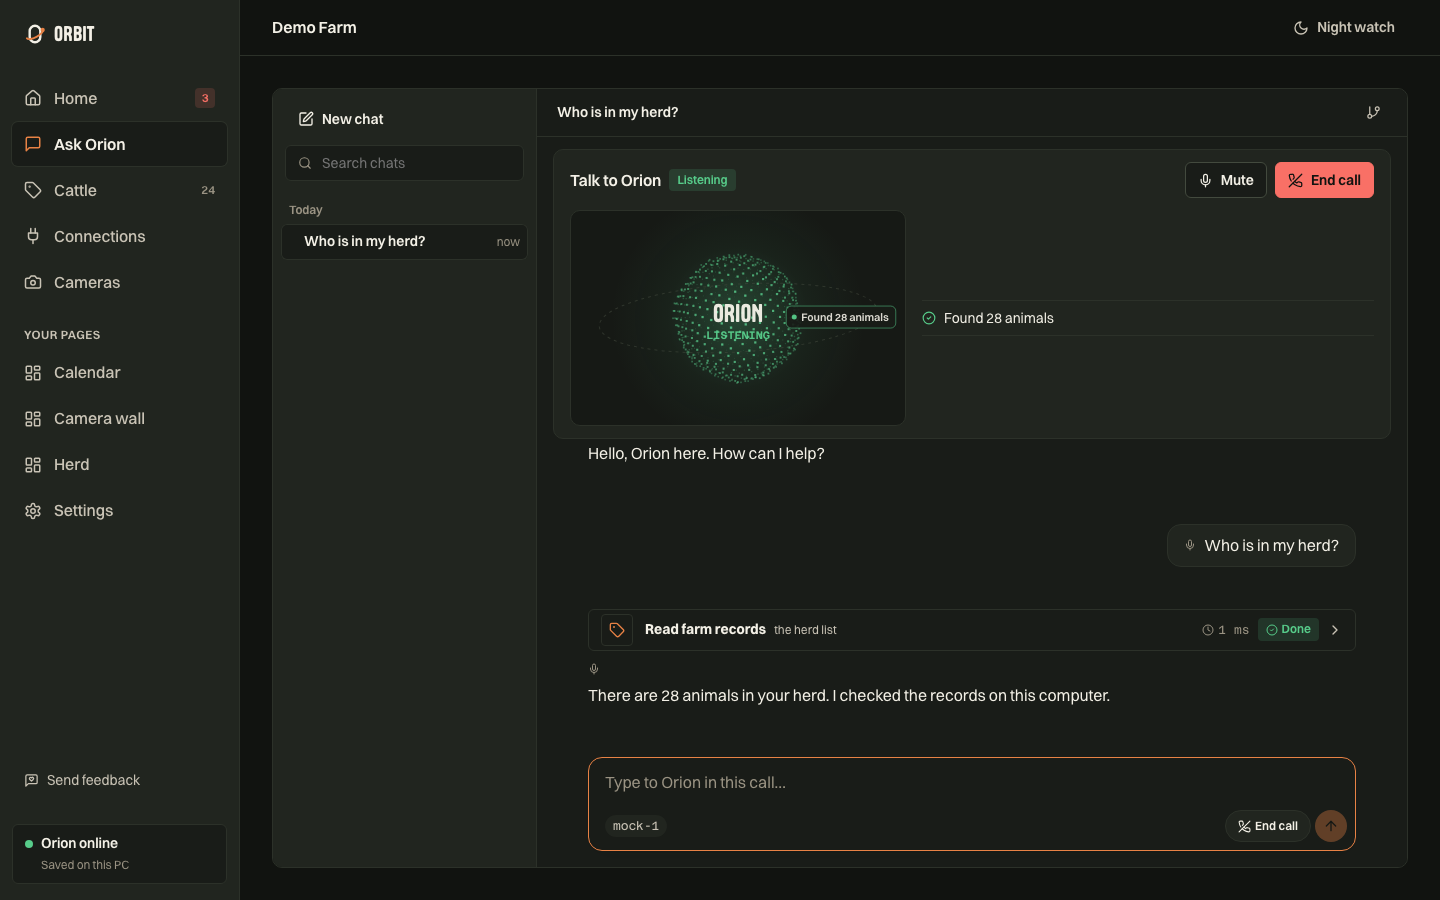 ORBIT
Demo Farm
Night watch
Home
3
Ask Orion
Cattle
24
Connections
Cameras
YOUR PAGES
Calendar
Camera wall
Herd
Settings
Send feedback
Orion online
Saved on this PC
New chat
Search chats
Today
Who is in my herd?
now
Who is in my herd?
Talk to Orion
Listening
Mute
End call
ORION
LISTENING
Found 28 animals
Found 28 animals
Hello, Orion here. How can I help?
Who is in my herd?
Read farm records the herd list
1 ms
Done
There are 28 animals in your herd. I checked the records on this computer.
Type to Orion in this call...
mock-1
End call